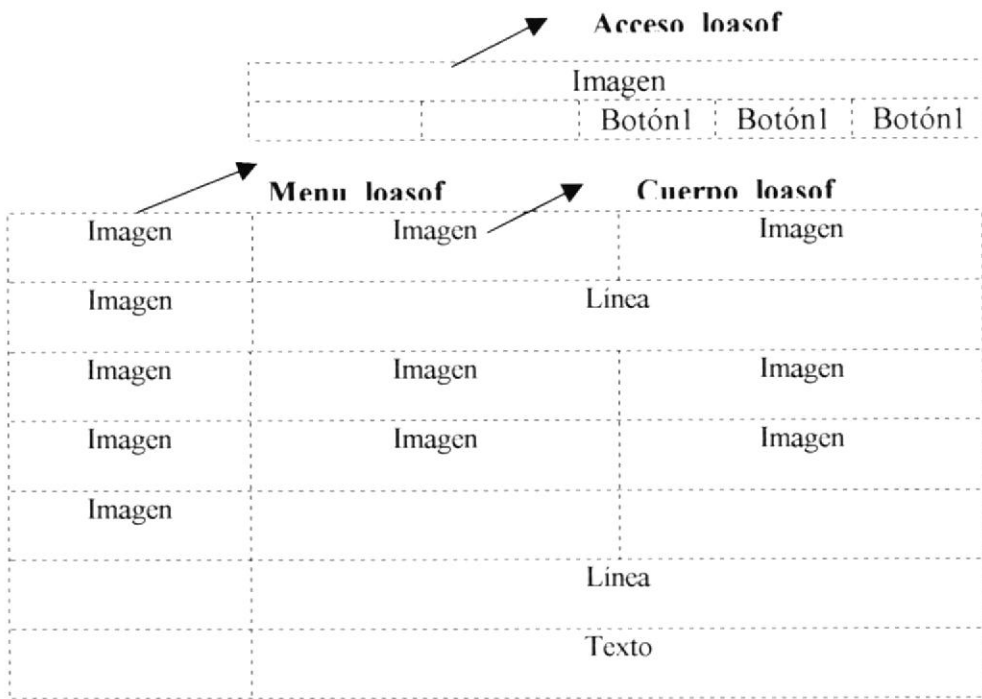 Acceso loasof
Imagen
Botón1 Botón1 Botón1
Menu loasof Cuerpo loasof
Imagen Imagen Imagen
Imagen Línea
Imagen Imagen Imagen
Imagen Imagen Imagen
Imagen
Línea
Texto